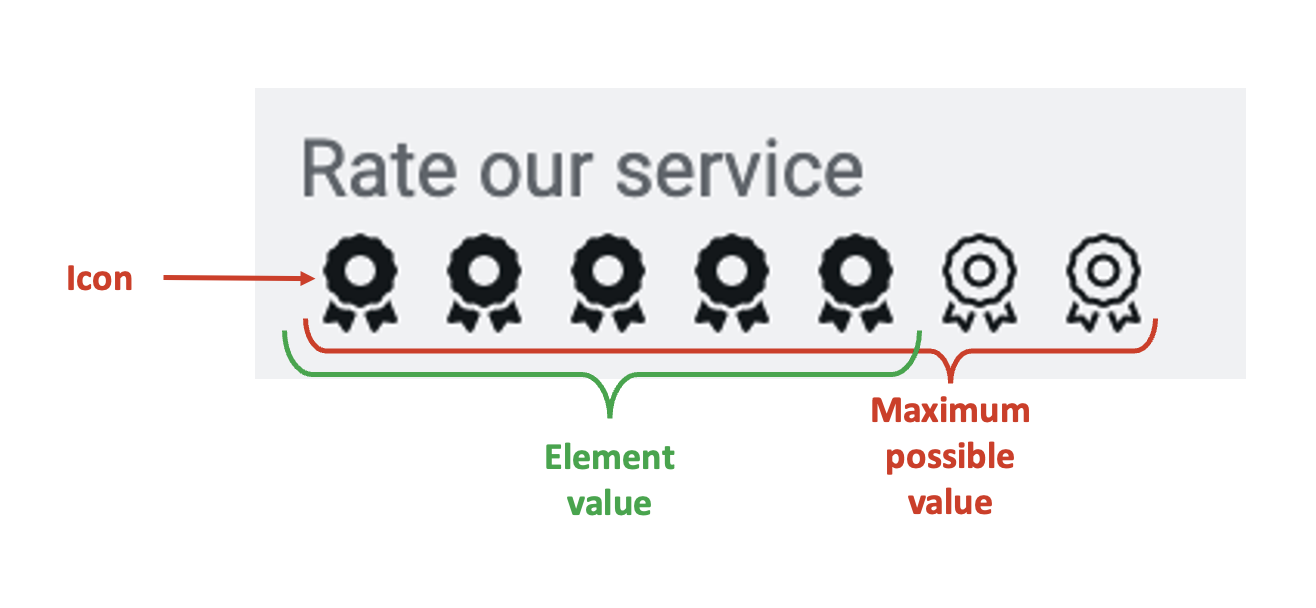 Rate our service
Icon
Element
value
Maximum
possible
value